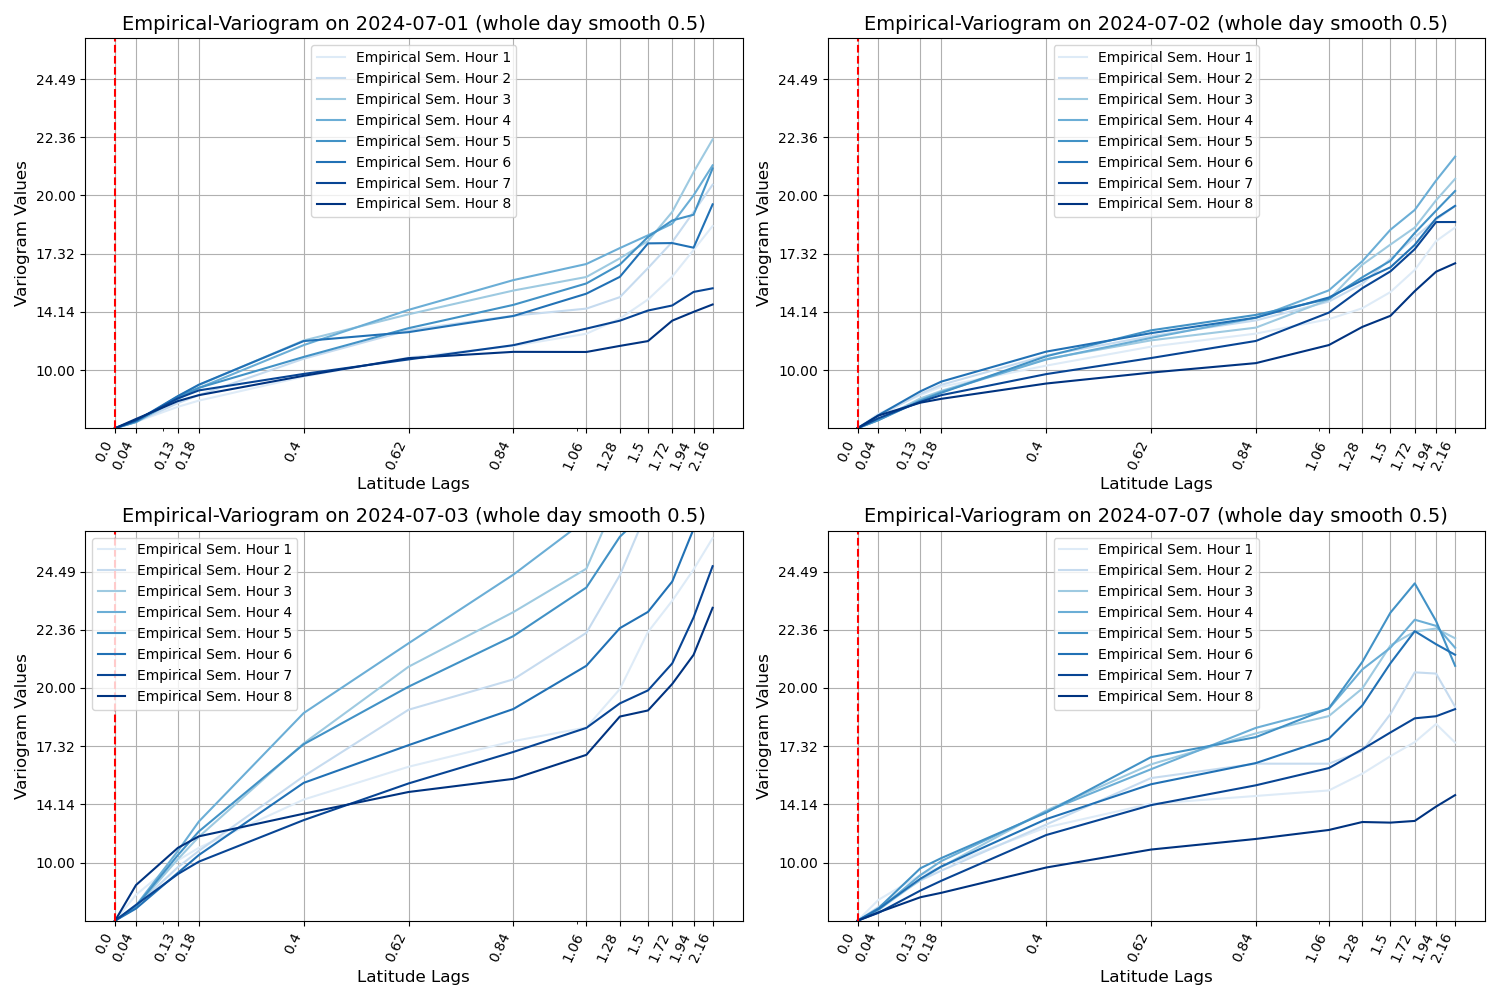 Empirical-Variogram on 2024-07-01 (whole day smooth 0.5)
Variogram Values
24.49
22.36
20.00
17.32
14.14
10.00
Empirical Sem. Hour 1
Empirical Sem. Hour 2
Empirical Sem. Hour 3
Empirical Sem. Hour 4
Empirical Sem. Hour 5
Empirical Sem. Hour 6
Empirical Sem. Hour 7
Empirical Sem. Hour 8
0.0 0.04 0.13 0.18 0.4 0.62 0.84 1.06 1.28 1.5 1.72 1.94 2.16
Latitude Lags
Empirical-Variogram on 2024-07-02 (whole day smooth 0.5)
Variogram Values
24.49
22.36
20.00
17.32
14.14
10.00
Empirical Sem. Hour 1
Empirical Sem. Hour 2
Empirical Sem. Hour 3
Empirical Sem. Hour 4
Empirical Sem. Hour 5
Empirical Sem. Hour 6
Empirical Sem. Hour 7
Empirical Sem. Hour 8
0.0 0.04 0.13 0.18 0.4 0.62 0.84 1.06 1.28 1.5 1.72 1.94 2.16
Latitude Lags
Empirical-Variogram on 2024-07-03 (whole day smooth 0.5)
Variogram Values
24.49
22.36
20.00
17.32
14.14
10.00
Empirical Sem. Hour 1
Empirical Sem. Hour 2
Empirical Sem. Hour 3
Empirical Sem. Hour 4
Empirical Sem. Hour 5
Empirical Sem. Hour 6
Empirical Sem. Hour 7
Empirical Sem. Hour 8
0.0 0.04 0.13 0.18 0.4 0.62 0.84 1.06 1.28 1.5 1.72 1.94 2.16
Latitude Lags
Empirical-Variogram on 2024-07-07 (whole day smooth 0.5)
Variogram Values
24.49
22.36
20.00
17.32
14.14
10.00
Empirical Sem. Hour 1
Empirical Sem. Hour 2
Empirical Sem. Hour 3
Empirical Sem. Hour 4
Empirical Sem. Hour 5
Empirical Sem. Hour 6
Empirical Sem. Hour 7
Empirical Sem. Hour 8
0.0 0.04 0.13 0.18 0.4 0.62 0.84 1.06 1.28 1.5 1.72 1.94 2.16
Latitude Lags